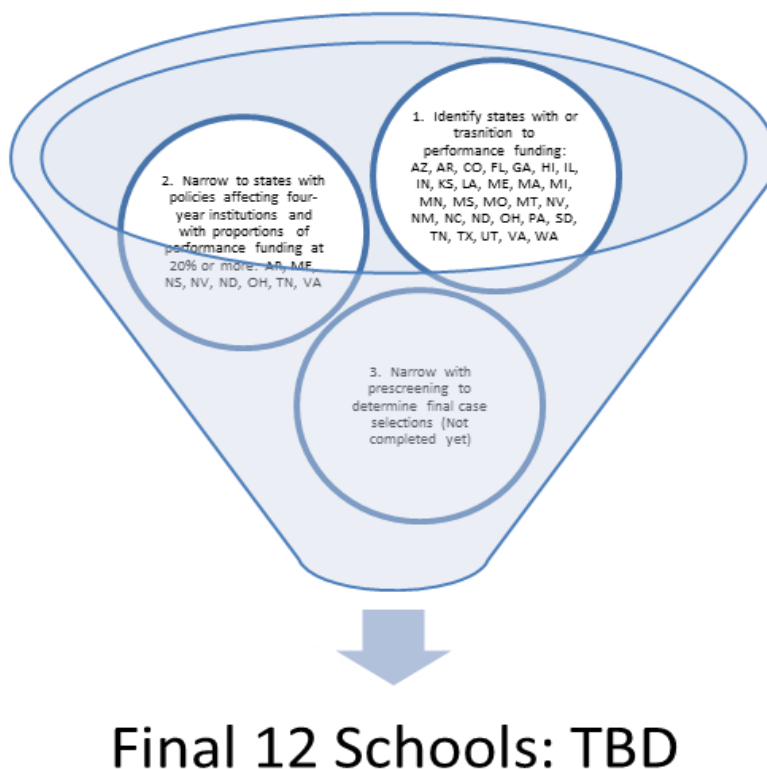 1. Identify states with or
trasnition to
performance funding:
AZ, AR, CO, FL, GA, HI, IL,
IN, KS, LA, ME, MA, MI,
MN, MS, MO, MT, NV,
NM, NC, ND, OH, PA, SD,
TN, TX, UT, VA, WA
2. Narrow to states with
policies affecting four-
year institutions and
with proportions of
performance funding at
20% or more: AR, ME,
NS, NV, ND, OH, TN, VA
3. Narrow with
prescreening to
determine final case
selections (Not
completed yet)
Final 12 Schools: TBD